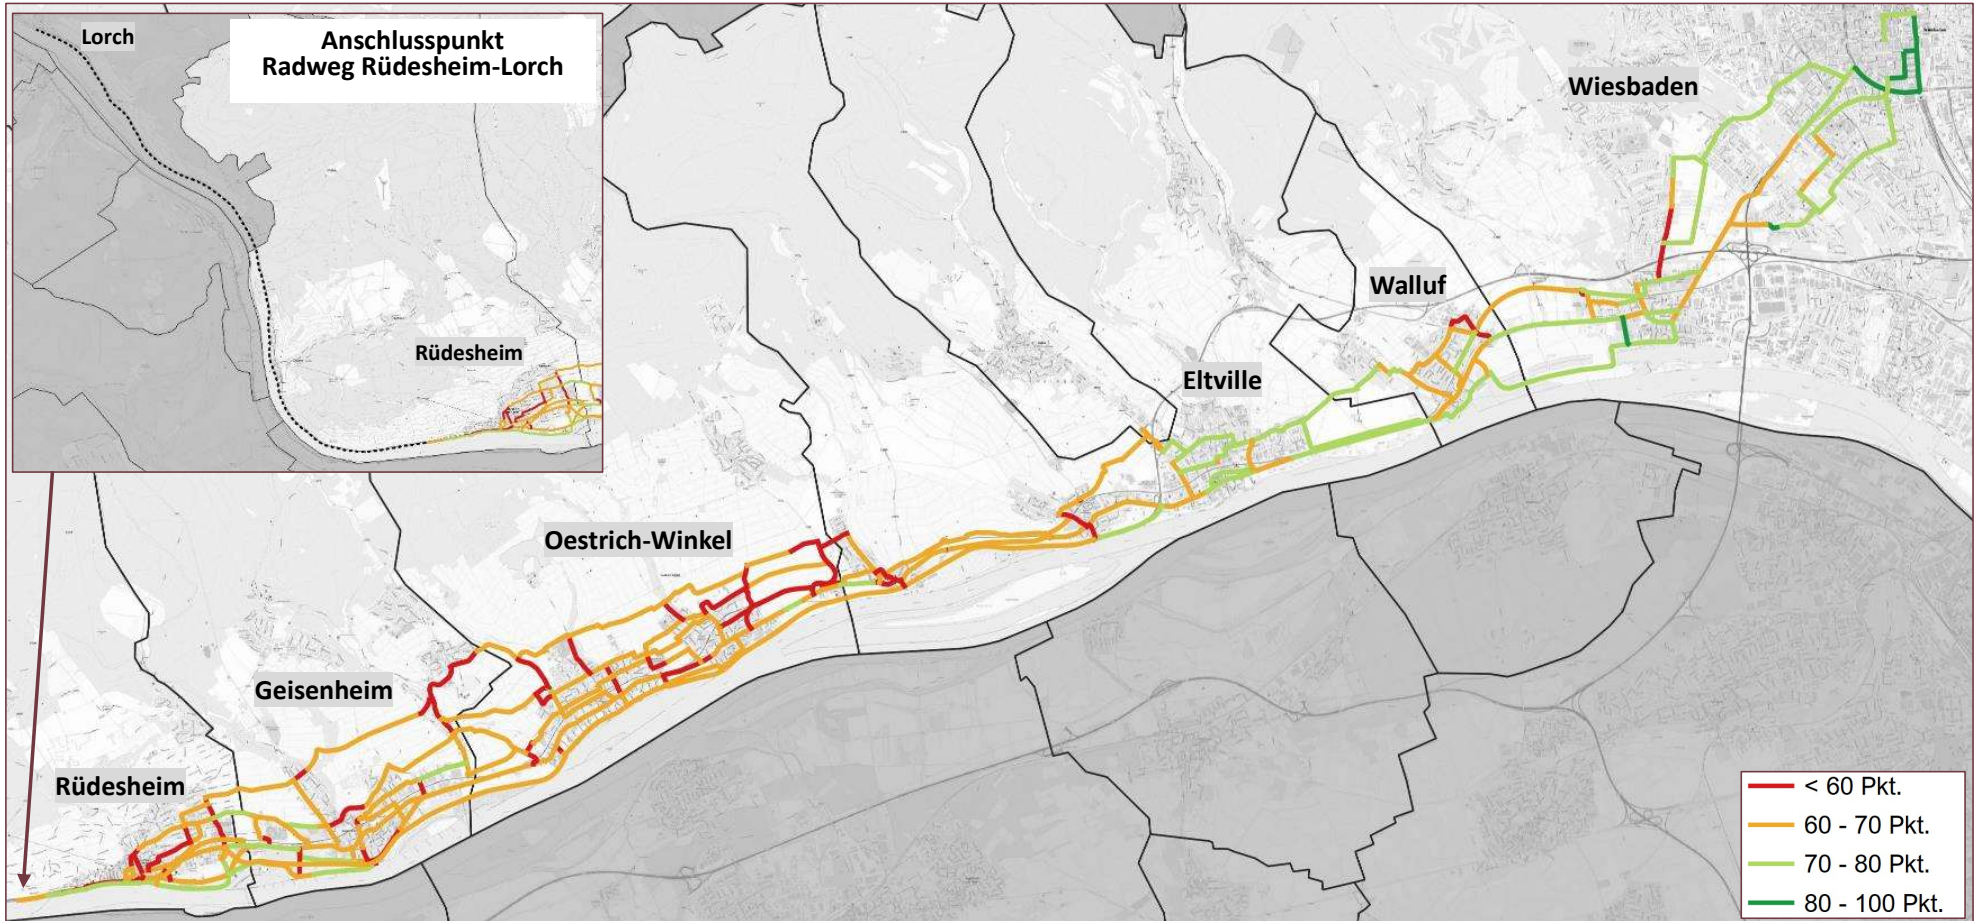 Lorch
Anschlusspunkt
Radweg Rüdesheim-Lorch
Rüdesheim
Wiesbaden
Walluf
Eltville
Oestrich-Winkel
Geisenheim
Rüdesheim
< 60 Pkt.
60 - 70 Pkt.
70 - 80 Pkt.
80 - 100 Pkt.